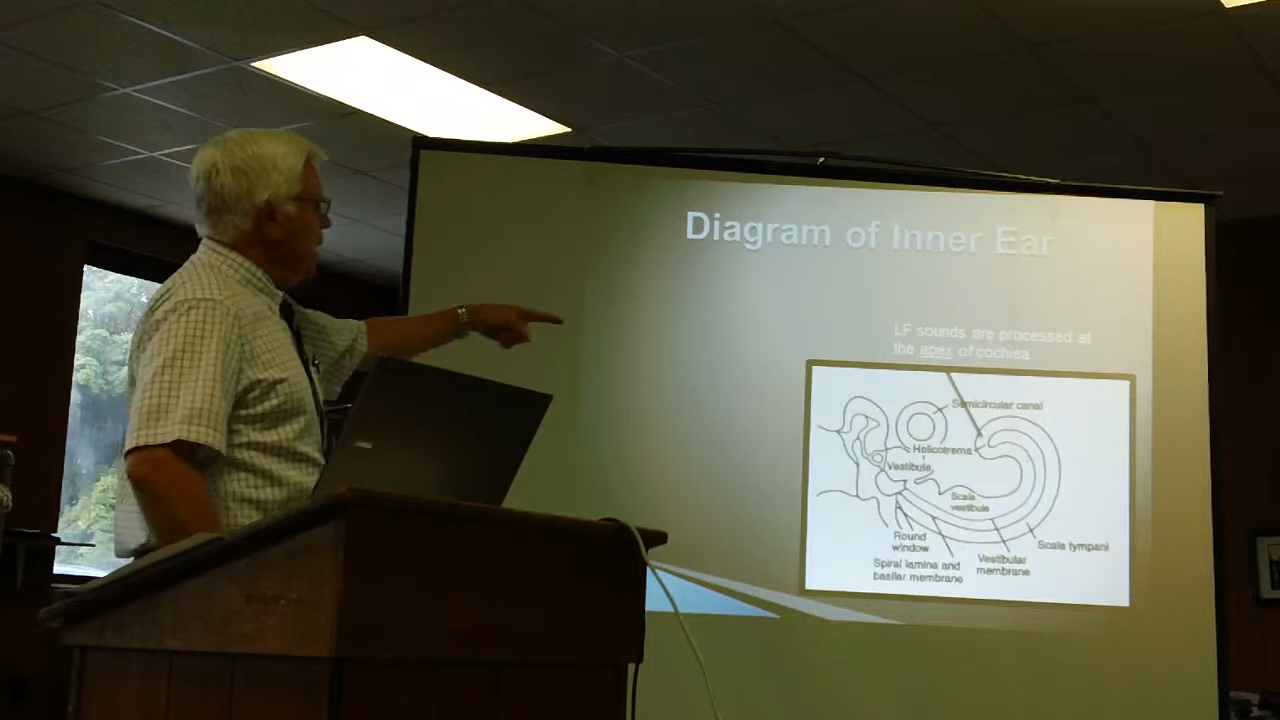 Diagram of Inner Ear
LF sounds are processed at
the apex of cochlea
Semicircular canal
Helicotrema
Vestibule
Scala
vestibule
Round
window
Spiral lamina and
basilar membrane
Vestibular
membrane
Scala tympani